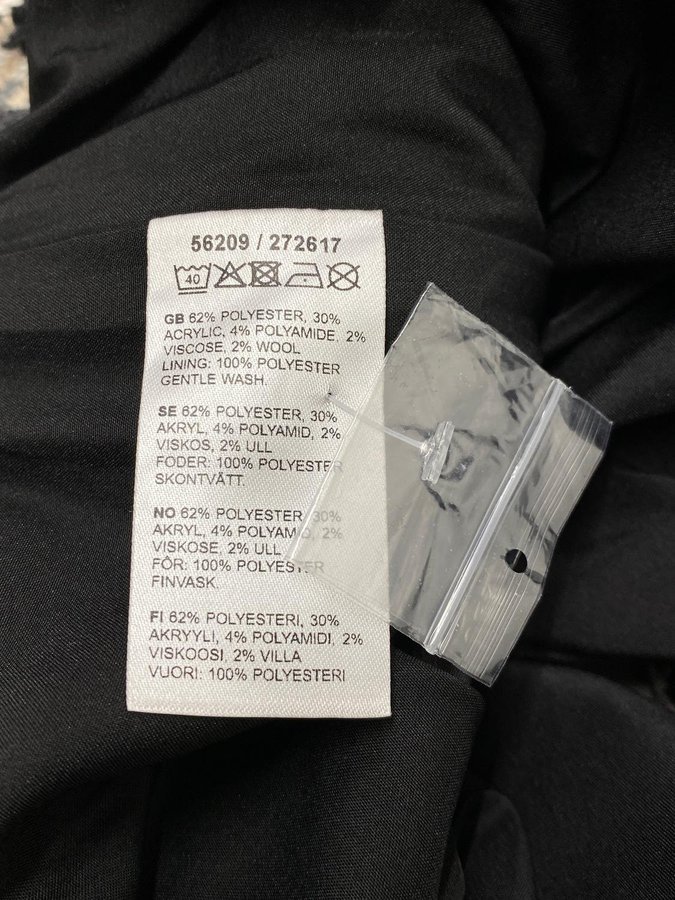 56209 / 272617
40
GB 62% POLYESTER, 30%
ACRYLIC, 4% POLYAMIDE, 2%
VISCOSE, 2% WOOL
LINING: 100% POLYESTER
GENTLE WASH.
SE 62% POLYESTER, 30%
AKRYL, 4% POLYAMID, 2%
VISKOS, 2% ULL
FODER: 100% POLYESTER
SKONTVÄTT.
NO 62% POLYESTER, 30%
AKRYL, 4% POLYAMID, 2%
VISKOSE, 2% ULL
FÖR: 100% POLYESTER
FINVASK.
FI 62% POLYESTERI, 30%
AKRYYLI, 4% POLYAMIDI, 2%
VISKOOSI, 2% VILLA
VUORI: 100% POLYESTERI